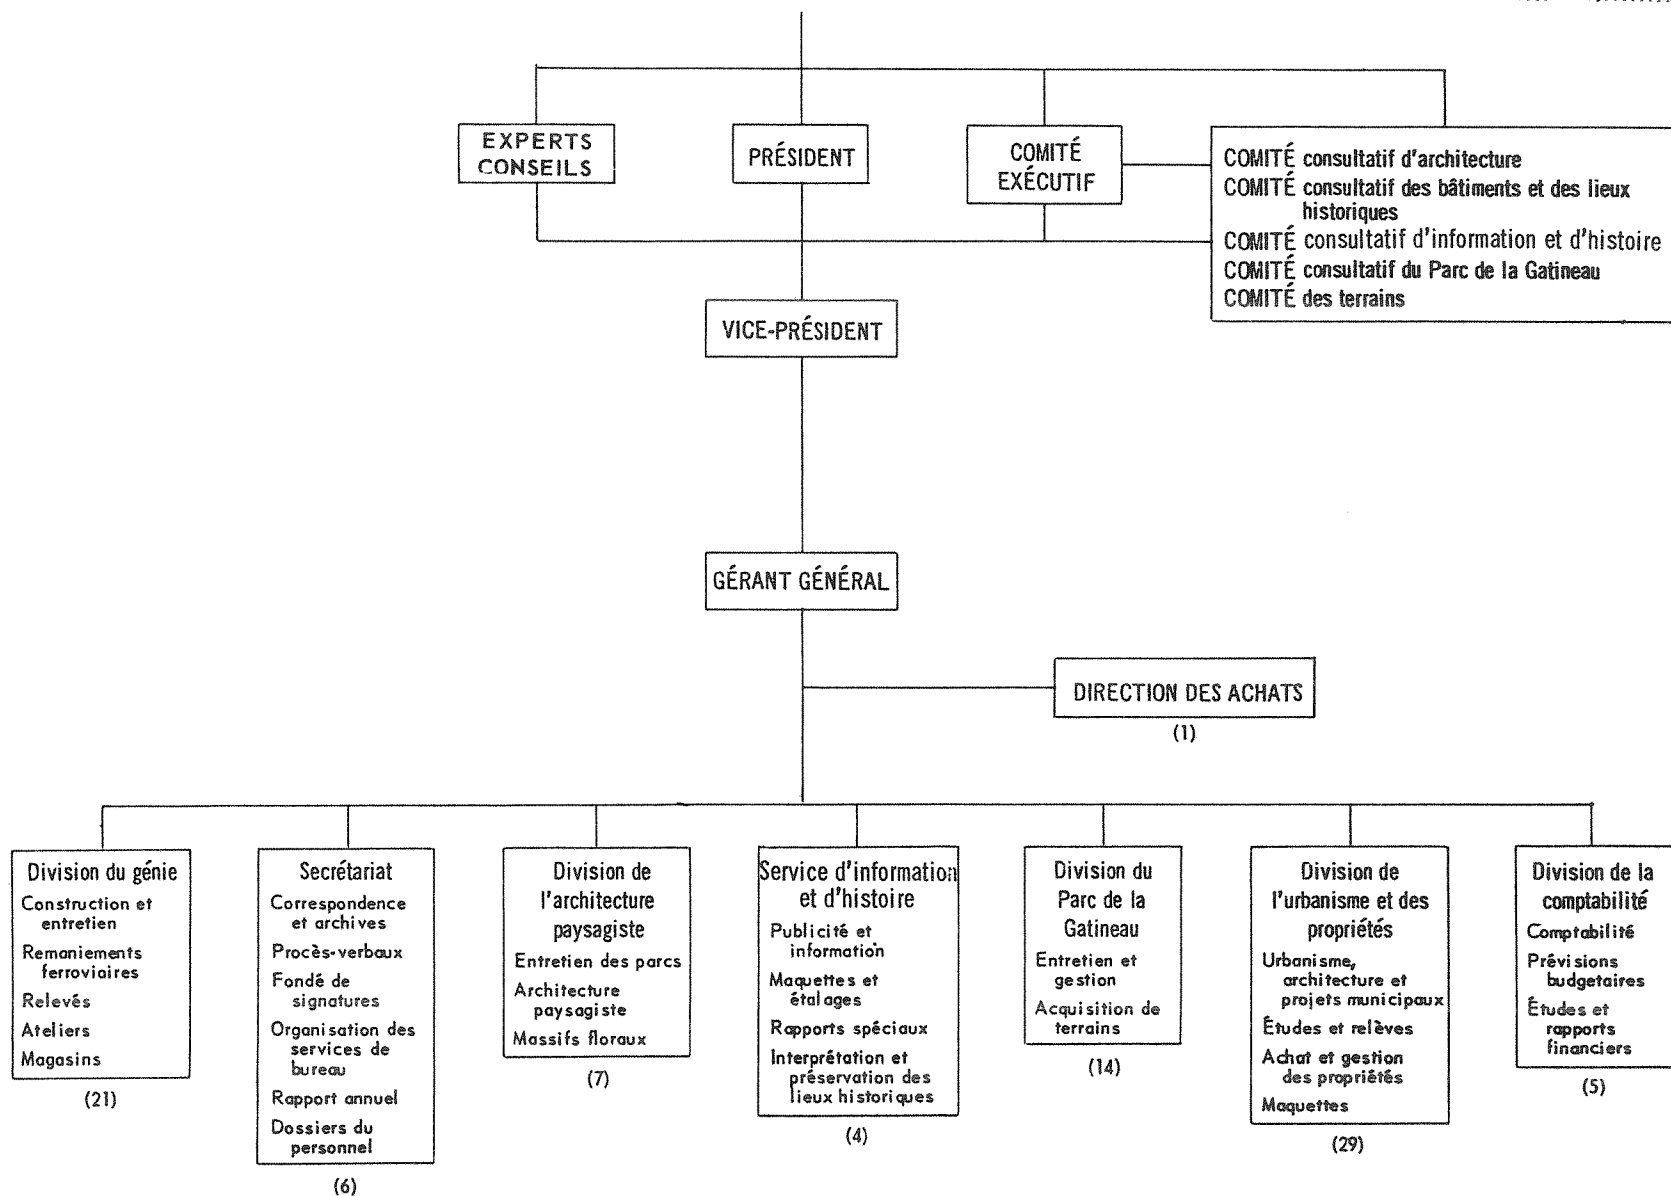 EXPERTS
CONSEILS
PRÉSIDENT
COMITÉ
EXÉCUTIF
COMITÉ consultatif d'architecture
COMITÉ consultatif des bâtiments et des lieux
historiques
COMITÉ consultatif d'information et d'histoire
COMITÉ consultatif du Parc de la Gatineau
COMITÉ des terrains
VICE-PRÉSIDENT
GÉRANT GÉNÉRAL
DIRECTION DES ACHATS
(1)
Division du génie
Construction et
entretien
Remaniements
ferroviaires
Relevés
Ateliers
Magasins
(21)
Secrétariat
Correspondence
et archives
Procès-verbaux
Fondé de
signatures
Organisation des
services de
bureau
Rapport annuel
Dossiers du
personnel
(6)
Division de
l'architecture
paysagiste
Entretien des parcs
Architecture
paysagiste
Massifs floraux
(7)
Service d'information
et d'histoire
Publicité et
information
Maquettes et
étalages
Rapports spéciaux
Interprétation et
préservation des
lieux historiques
(4)
Division du
Parc de la
Gatineau
Entretien et
gestion
Acquisition de
terrains
(14)
Division de
l'urbanisme et des
propriétés
Urbanisme,
architecture et
projets municipaux
Études et relèves
Achat et gestion
des propriétés
Maquettes
(29)
Division de la
comptabilité
Comptabilité
Prévisions
budgetaires
Études et
rapports
financiers
(5)